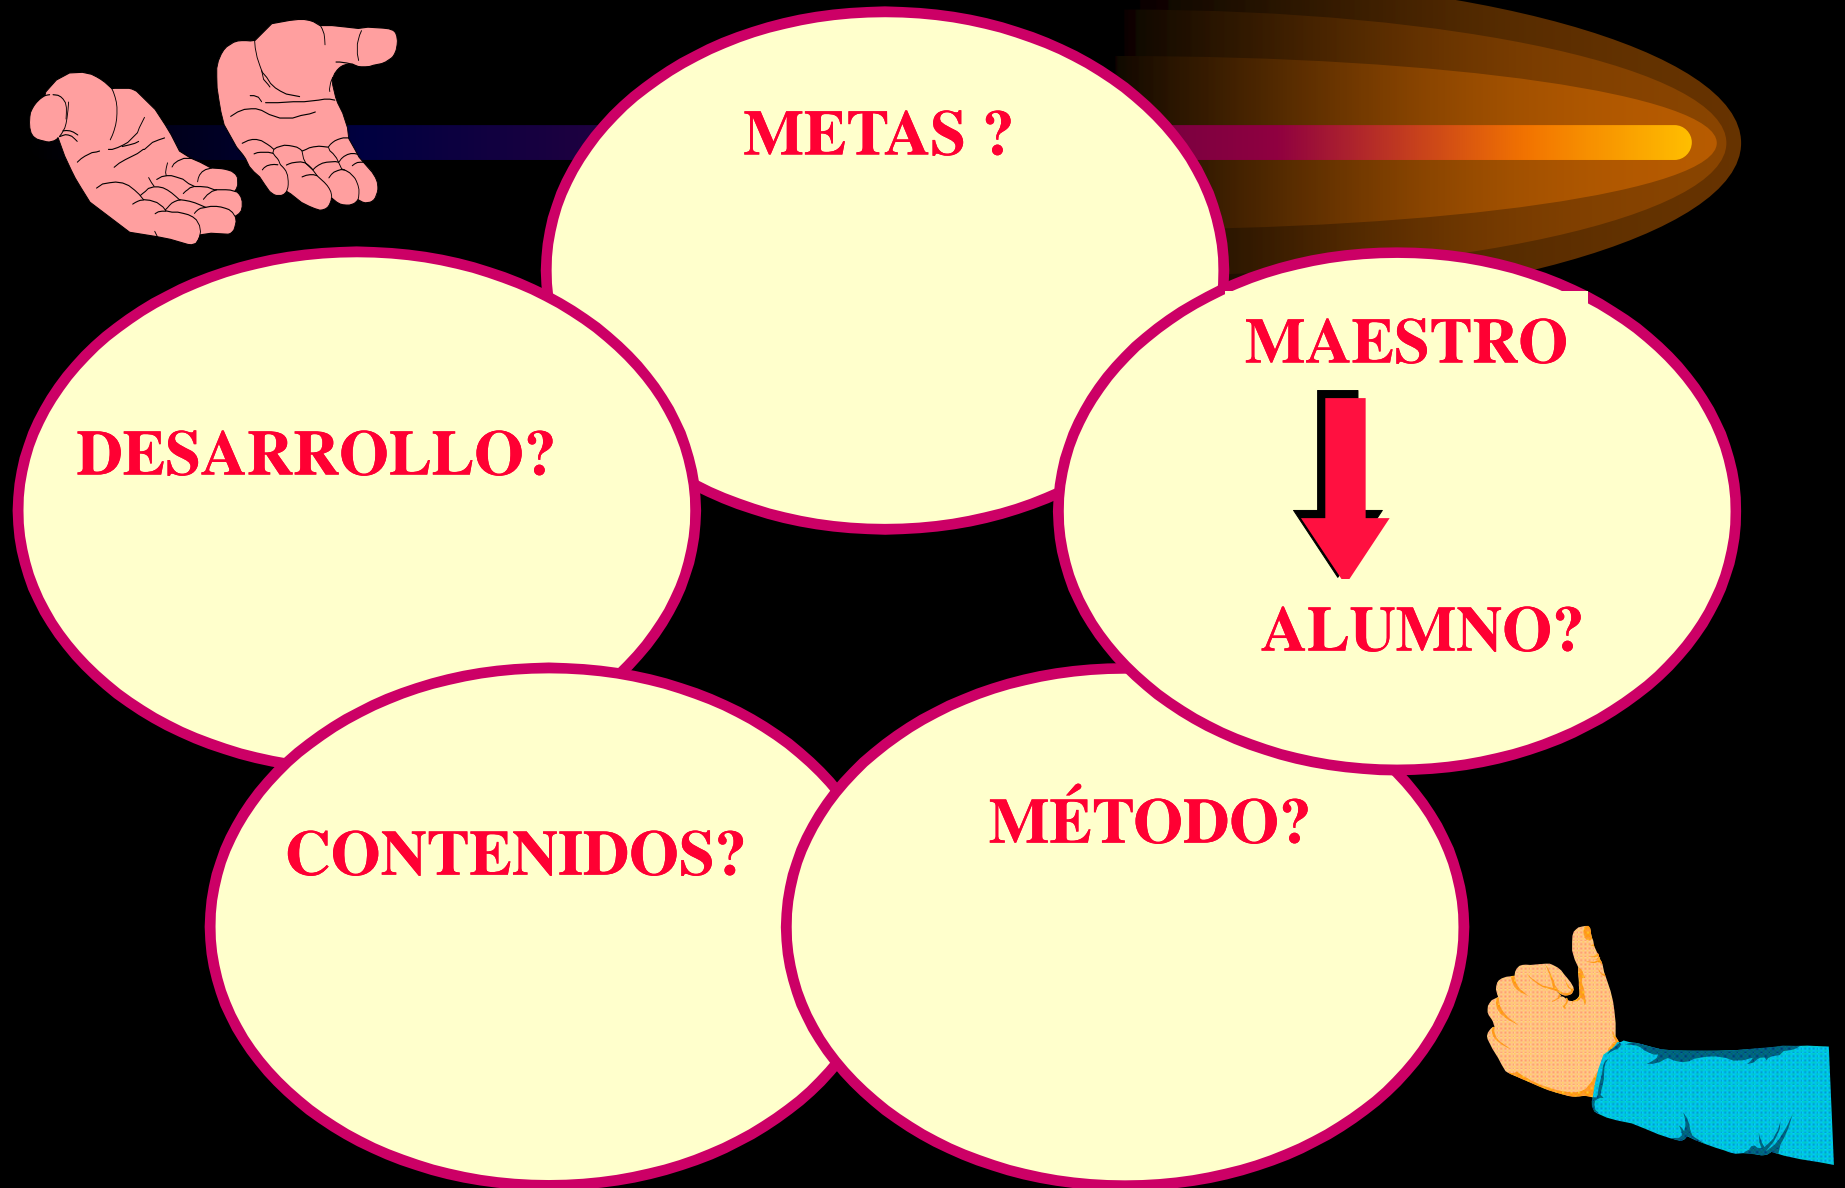 METAS ?
MAESTRO
DESARROLLO?
ALUMNO?
MÉTODO?
CONTENIDOS?